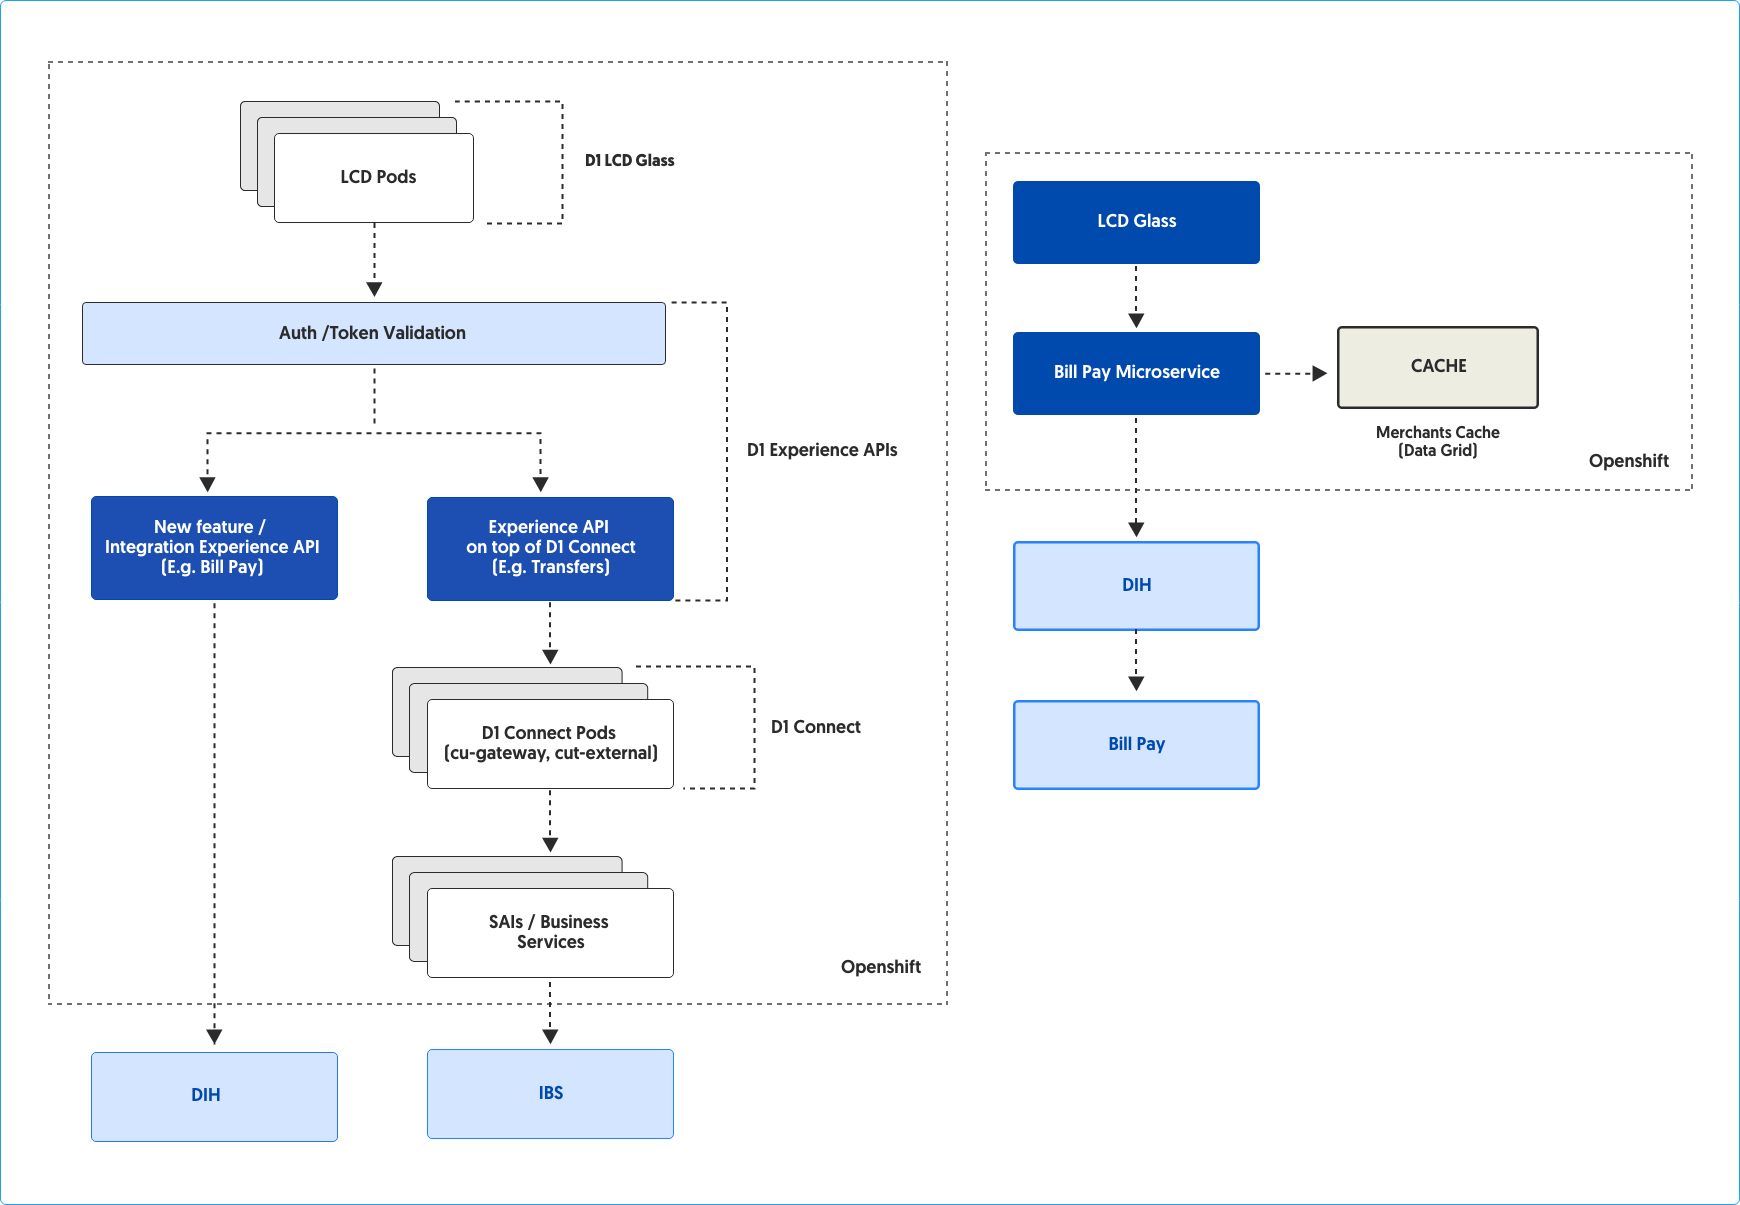 LCD Pods
D1 LCD Glass
Auth /Token Validation
D1 Experience APIs
New feature /
Integration Experience API
(E.g. Bill Pay)
Experience API
on top of D1 Connect
(E.g. Transfers)
D1 Connect Pods
(cu-gateway, cut-external)
D1 Connect
SAIs / Business
Services
Openshift
DIH
IBS
LCD Glass
Bill Pay Microservice
CACHE
Merchants Cache
(Data Grid)
Openshift
DIH
Bill Pay